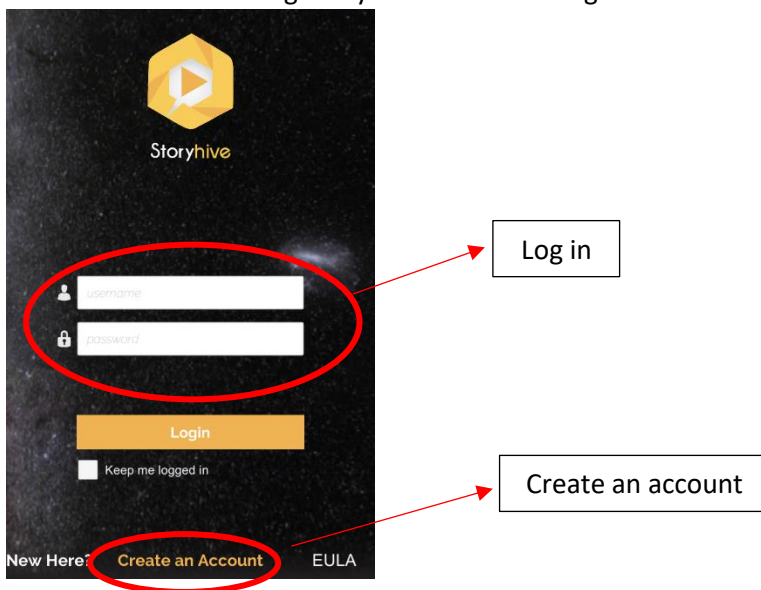 Storyhive
Log in
username
password
Login
Keep me logged in
Create an account
New Here? Create an Account EULA